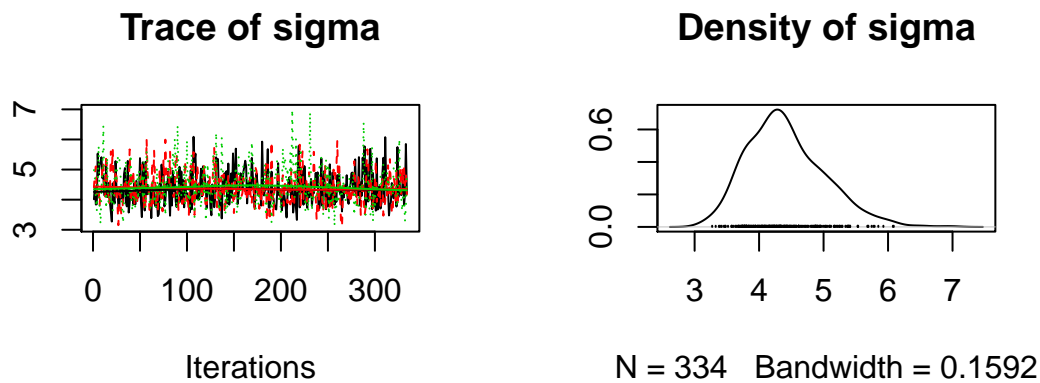 Trace of sigma
7
5
3
0 100 200 300
Iterations
Density of sigma
0.6
0.0
3 4 5 6 7
N = 334 Bandwidth = 0.1592